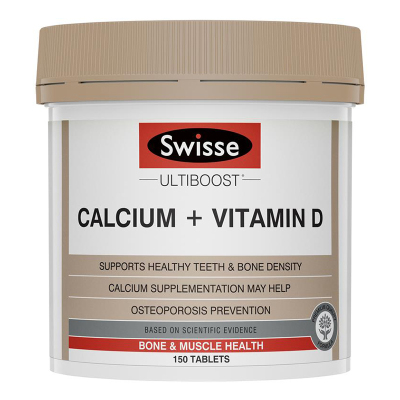 Swisse
ULTIBOOST®
CALCIUM + VITAMIN D
SUPPORTS HEALTHY TEETH & BONE DENSITY
CALCIUM SUPPLEMENTATION MAY HELP
OSTEOPOROSIS PREVENTION
BASED ON SCIENTIFIC EVIDENCE
BONE & MUSCLE HEALTH
150 TABLETS